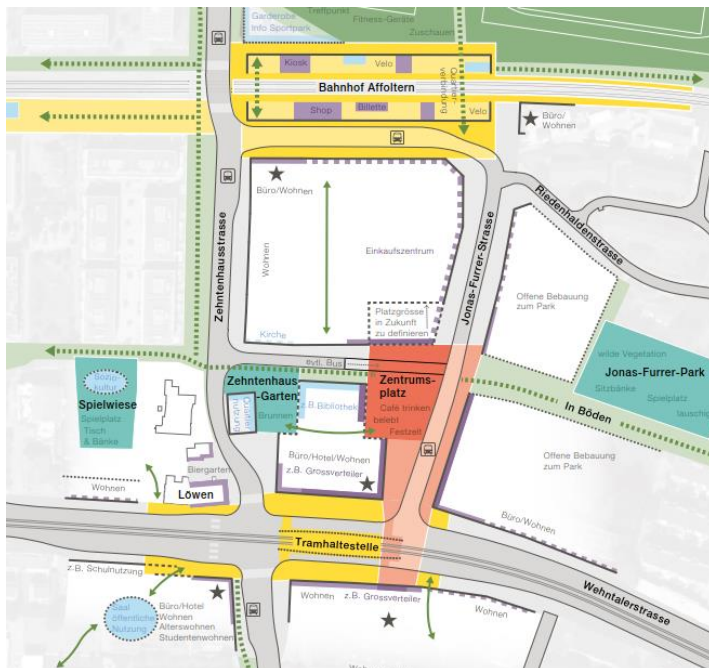 Garderobe
Info Sportpark
Treffpunkt
Fitness-Geräte
Zuschauer
Kiosk
Velo
Quartier-
verbindung
Bahnhof Affoltern
Shop
Billette
Velo
Büro/
Wohnen
Büro/Wohnen
Wohnen
Einkaufszentrum
Zehntenhausstrasse
Jonas-Furrer-Strasse
Riedenhaldenstrasse
Offene Bebauung
zum Park
Platzgrösse
in Zukunft
zu definieren
Kirche
evtl. Bus
wilde Vegetation
Jonas-Furrer-Park
Sitzbänke
Spielplatz
lauschig
Spielwiese
Spielplatz
Tisch
& Bänke
Zehntenhaus
-Garten
Brunnen
z.B. Bibliothek
Zentrums-
platz
Café trinken
belebt
Festzelt
In Böden
Biergarten
Löwen
Wohnen
Büro/Hotel/Wohnen
z.B. Grossverteiler
Offene Bebauung
zum Park
Büro/Wohnen
Tramhaltestelle
Wehntalerstrasse
z.B. Schulnutzung
Saal
öffentliche
Nutzung
Büro/Hotel
Wohnen
Alterswohnen
Studentenwohnen
Wohnen
z.B. Grossverteiler
Wohnen
Wohnen